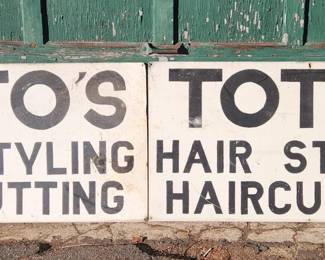 TO'S
TYLING
UTTING
TOT
HAIR ST
HAIRCU